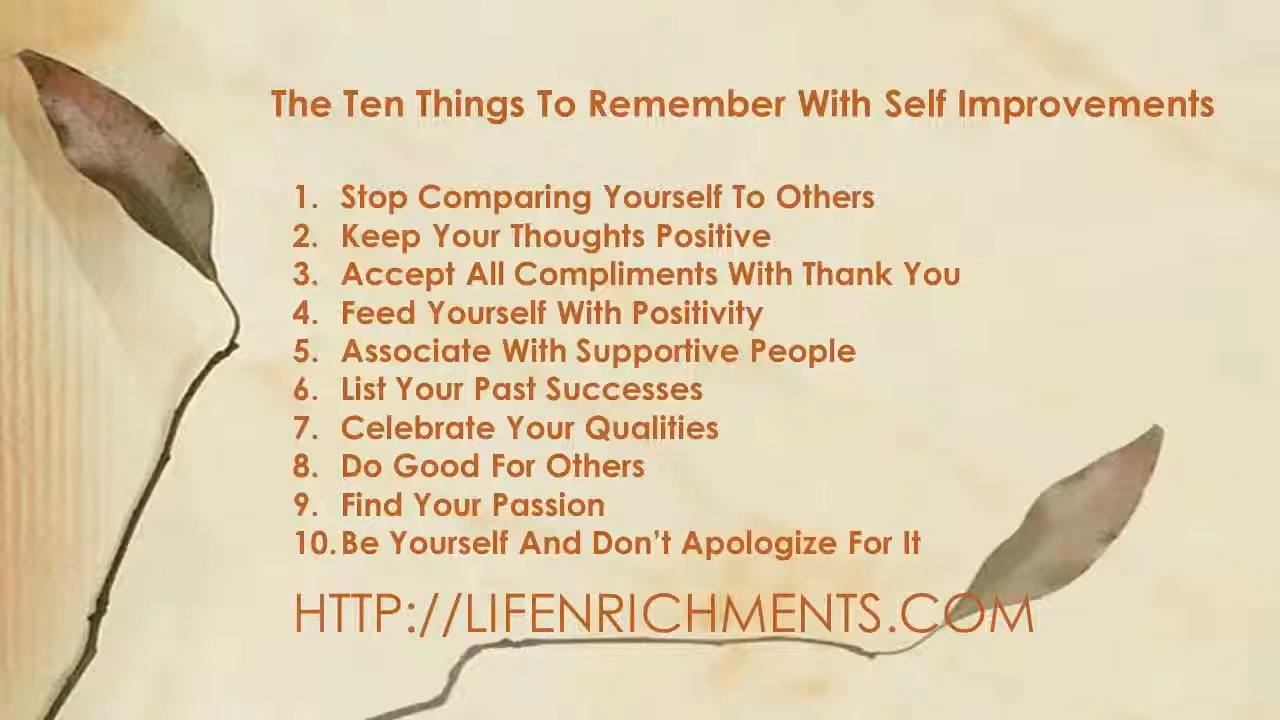 The Ten Things To Remember With Self Improvements
1. Stop Comparing Yourself To Others
2. Keep Your Thoughts Positive
3. Accept All Compliments With Thank You
4. Feed Yourself With Positivity
5. Associate With Supportive People
6. List Your Past Successes
7. Celebrate Your Qualities
8. Do Good For Others
9. Find Your Passion
10. Be Yourself And Don’t Apologize For It
HTTP://LIFENRICHMENTS.COM